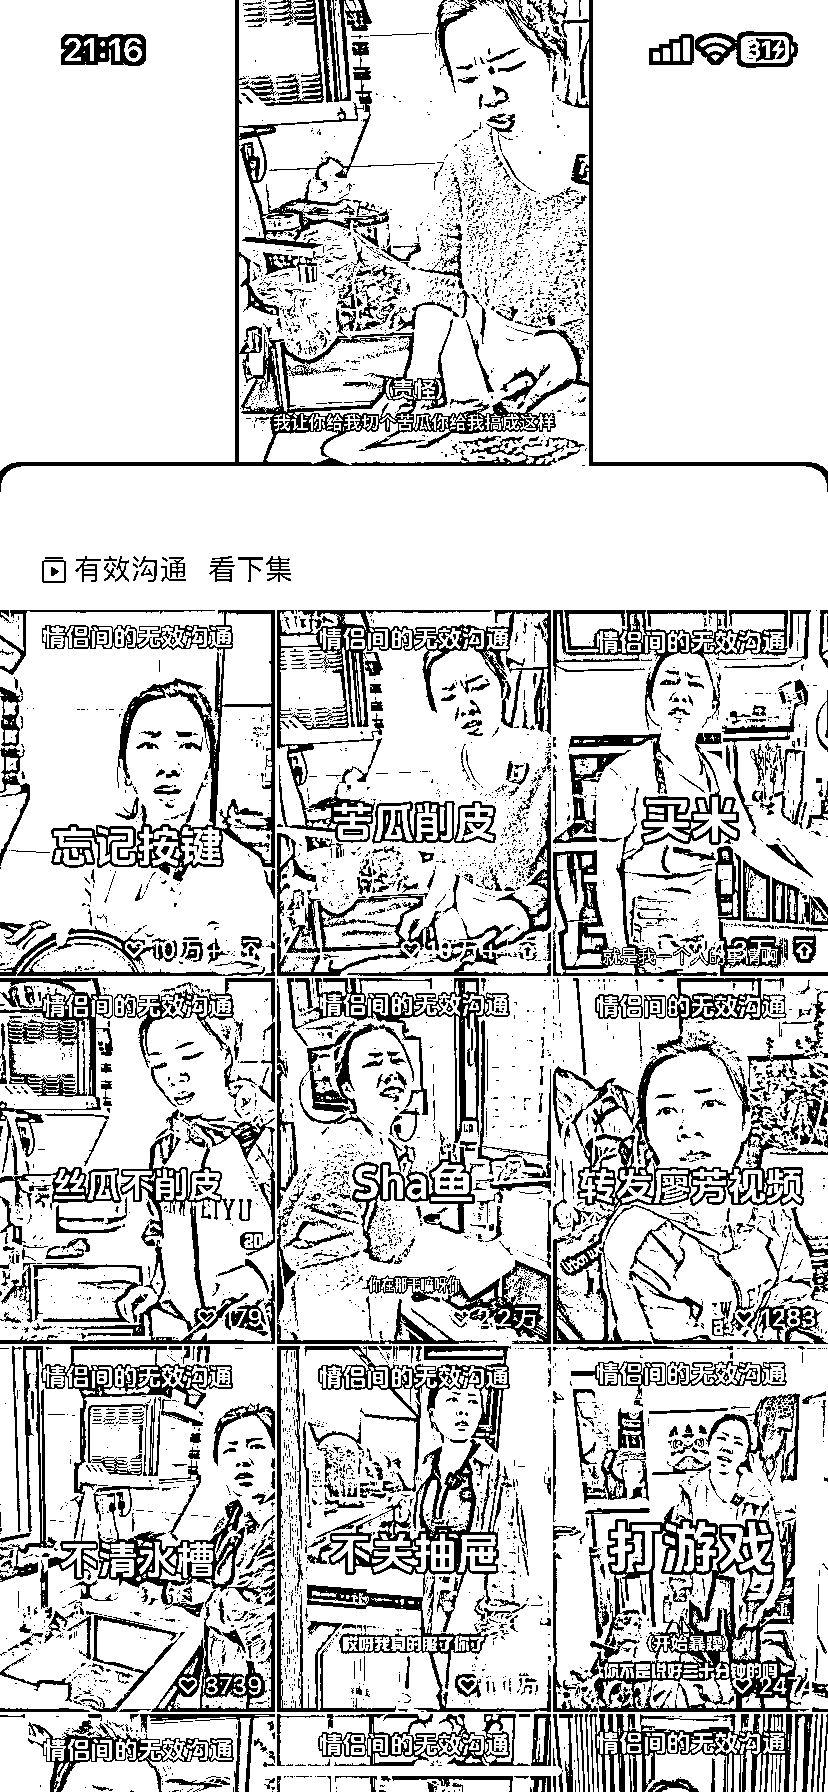 21:16
31
(责怪)
我让你给我切个苦瓜你给我搞成这样
有效沟通 看下集
情侣间的无效沟通
情侣间的无效沟通
情侣间的无效沟通
忘记按键
苦瓜削皮
买米
10万+
就是我一个人的事情啊
情侣间的无效沟通
情侣间的无效沟通
情侣间的无效沟通
丝瓜不削皮
Sha鱼
转发廖芳视频
20
你在那干嘛呀你
179
2.2万
1283
情侣间的无效沟通
情侣间的无效沟通
情侣间的无效沟通
不清水槽
不关抽屉
打游戏
哎呀我真的服了你了
(开始暴躁)
你不是说好三十分钟的吗
3739
1.1万
2474
情侣间的无效沟通
情侣间的无效沟通
情侣间的无效沟通